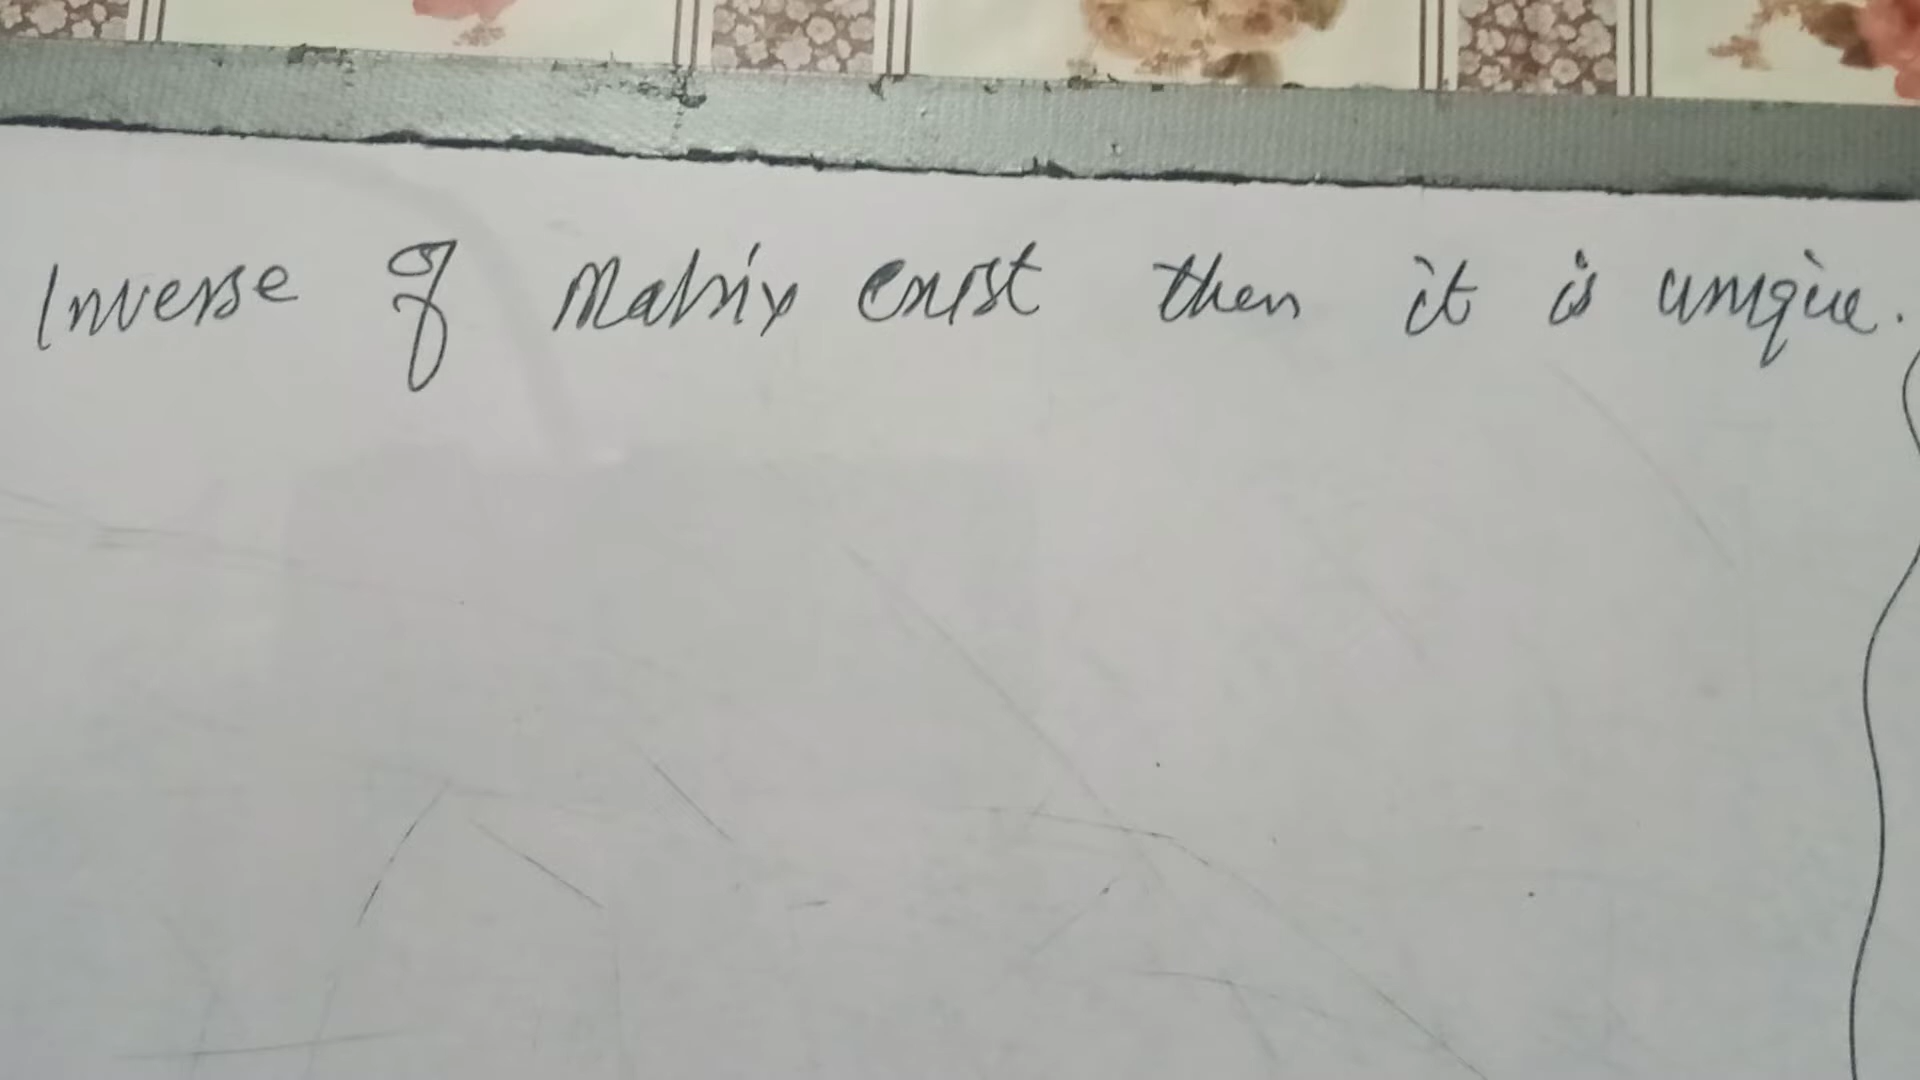 Inverse of Matrix exist then it is unique.